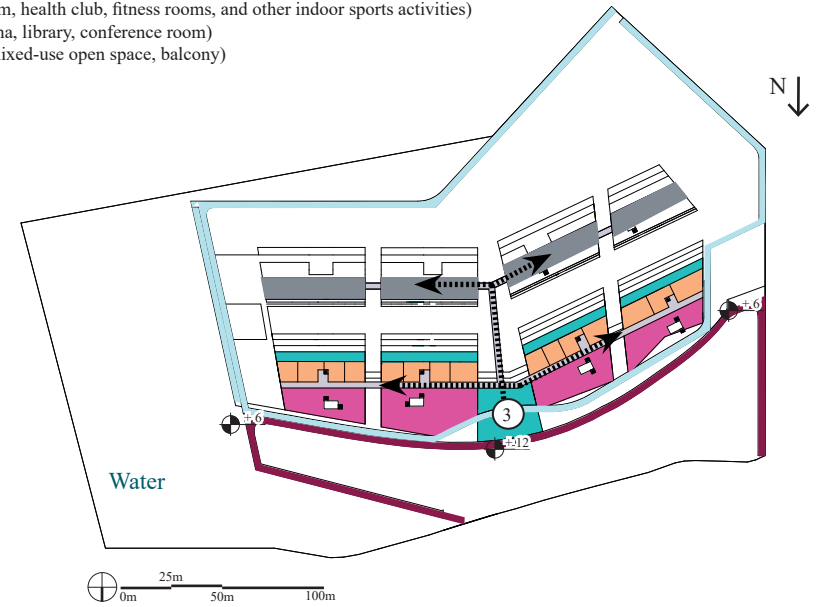 m, health club, fitness rooms, and other indoor sports activities)
na, library, conference room)
ixed-use open space, balcony)
N
+.6
+.6
3
+.12
Water
25m
0m
50m
100m